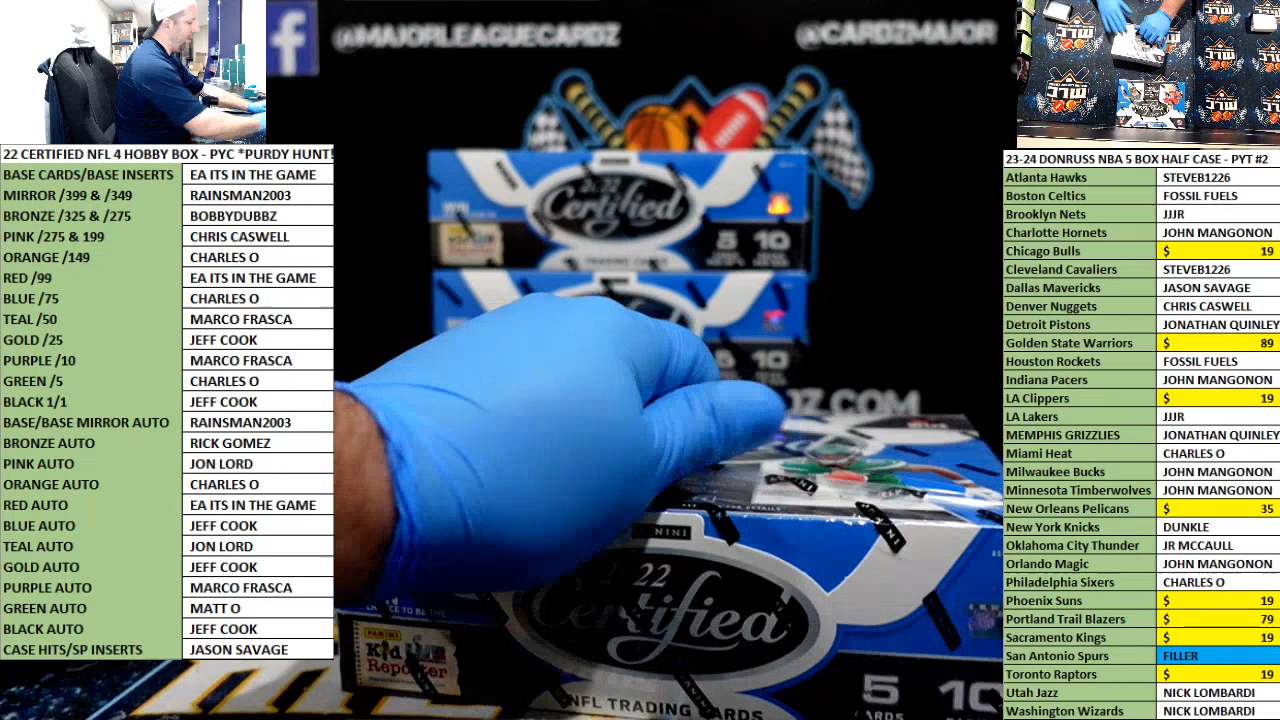 @MAJORLEAGUECARDZ
@CARDZMAJOR
22 CERTIFIED NFL 4 HOBBY BOX - PYC *PURDY HUNT!
BASE CARDS/BASE INSERTS EA ITS IN THE GAME
MIRROR /399 & /349 RAINSMAN2003
BRONZE /325 & /275 BOBBYDUBBZ
PINK /275 & 199 CHRIS CASWELL
ORANGE /149 CHARLES O
RED /99 EA ITS IN THE GAME
BLUE /75 CHARLES O
TEAL /50 MARCO FRASCA
GOLD /25 JEFF COOK
PURPLE /10 MARCO FRASCA
GREEN /5 CHARLES O
BLACK 1/1 JEFF COOK
BASE/BASE MIRROR AUTO RAINSMAN2003
BRONZE AUTO RICK GOMEZ
PINK AUTO JON LORD
ORANGE AUTO CHARLES O
RED AUTO EA ITS IN THE GAME
BLUE AUTO JEFF COOK
TEAL AUTO JON LORD
GOLD AUTO JEFF COOK
PURPLE AUTO MARCO FRASCA
GREEN AUTO MATT O
BLACK AUTO JEFF COOK
CASE HITS/SP INSERTS JASON SAVAGE
Certified
5 10
10
PANINI
22
Certified
PANINI
Kid Reporter
NFL TRADING CARDS
5 10
CARDS
23-24 DONRUSS NBA 5 BOX HALF CASE - PYT #2
Atlanta Hawks STEVEB1226
Boston Celtics FOSSIL FUELS
Brooklyn Nets JJJR
Charlotte Hornets JOHN MANGONON
Chicago Bulls $ 19
Cleveland Cavaliers STEVEB1226
Dallas Mavericks JASON SAVAGE
Denver Nuggets CHRIS CASWELL
Detroit Pistons JONATHAN QUINLEY
Golden State Warriors $ 89
Houston Rockets FOSSIL FUELS
Indiana Pacers JOHN MANGONON
LA Clippers $ 19
LA Lakers JJJR
MEMPHIS GRIZZLIES JONATHAN QUINLEY
Miami Heat CHARLES O
Milwaukee Bucks JOHN MANGONON
Minnesota Timberwolves JOHN MANGONON
New Orleans Pelicans $ 35
New York Knicks DUNKLE
Oklahoma City Thunder JR MCCAULL
Orlando Magic JOHN MANGONON
Philadelphia Sixers CHARLES O
Phoenix Suns $ 19
Portland Trail Blazers $ 79
Sacramento Kings $ 19
San Antonio Spurs FILLER
Toronto Raptors $ 19
Utah Jazz NICK LOMBARDI
Washington Wizards NICK LOMBARDI